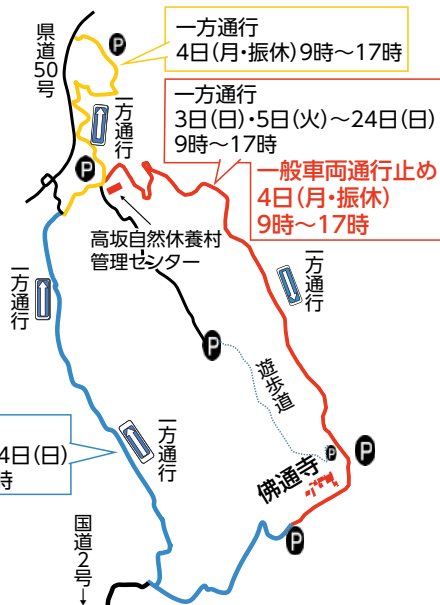 県道
50号
P
一方通行
4日(月・振休)9時～17時
一方通行
一方通行
3日(日)・5日(火)～24日(日)
9時～17時
一般車両通行止め
4日(月・振休)
9時～17時
P
高坂自然休養村
管理センター
一方通行
一方通行
P
遊歩道
4日(日)
時
一方通行
佛通寺
P
P
P
国道2号→